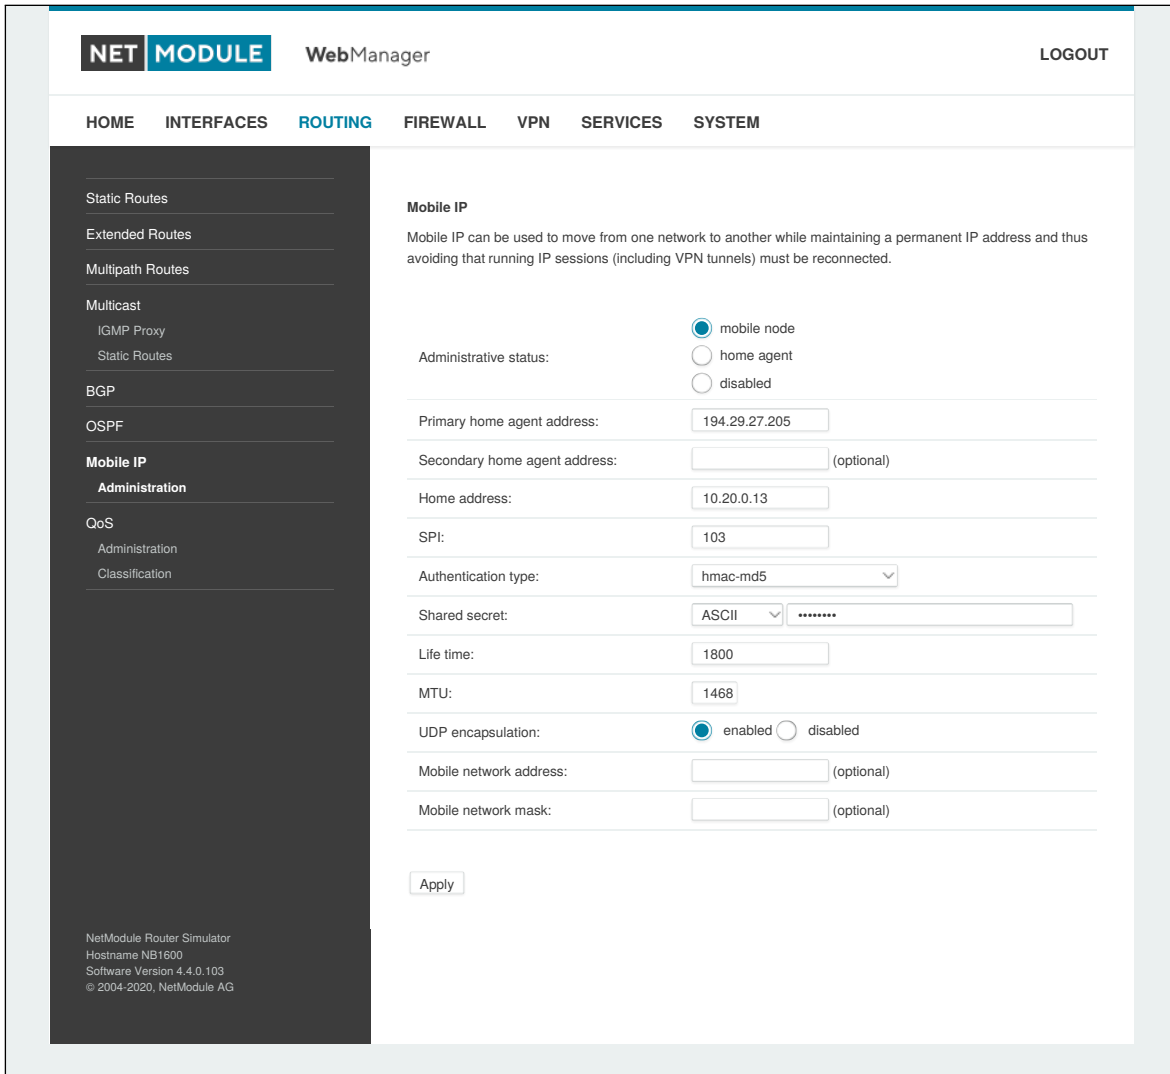 NET MODULE WebManager LOGOUT
HOME INTERFACES ROUTING FIREWALL VPN SERVICES SYSTEM
Static Routes
Extended Routes
Multipath Routes
Multicast
IGMP Proxy
Static Routes
BGP
OSPF
Mobile IP
Administration
QoS
Administration
Classification
NetModule Router Simulator
Hostname NB1600
Software Version 4.4.0.103
© 2004-2020, NetModule AG
Mobile IP
Mobile IP can be used to move from one network to another while maintaining a permanent IP address and thus
avoiding that running IP sessions (including VPN tunnels) must be reconnected.
Administrative status:
mobile node
home agent
disabled
Primary home agent address: 194.29.27.205
Secondary home agent address: (optional)
Home address: 10.20.0.13
SPI: 103
Authentication type: hmac-md5
Shared secret: ASCII ••••••••
Life time: 1800
MTU: 1468
UDP encapsulation: enabled disabled
Mobile network address: (optional)
Mobile network mask: (optional)
Apply